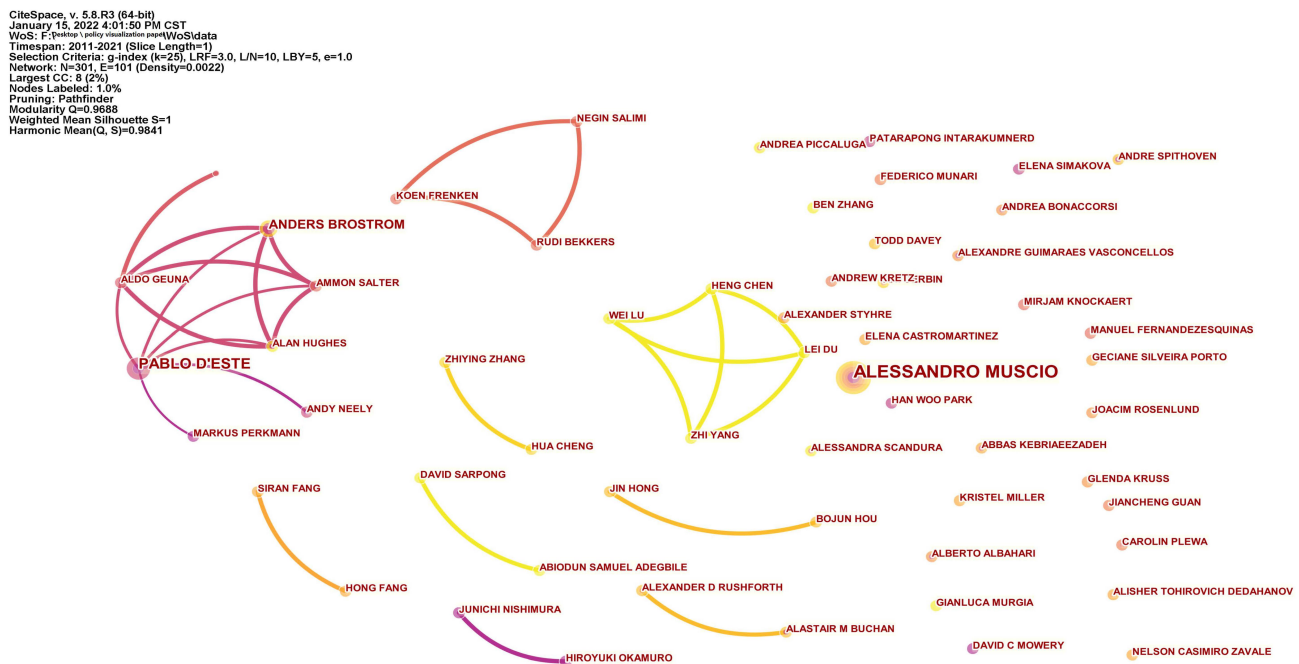 CiteSpace, v. 5.8.R3 (64-bit)
January 15, 2022 4:01:50 PM CST
WoS: F:\Desktop \ policy visualization paper\WoS\data
Timespan: 2011-2021 (Slice Length=1)
Selection Criteria: g-index (k=25), LRF=3.0, L/N=10, LBY=5, e=1.0
Network: N=301, E=101 (Density=0.0022)
Largest CC: 8 (2%)
Nodes Labeled: 1.0%
Pruning: Pathfinder
Modularity Q=0.9688
Weighted Mean Silhouette S=1
Harmonic Mean(Q, S)=0.9841
NEGIN SALIMI
KOEN FRENKEN
RUDI BEKKERS
ANDERS BROSTROM
ALDO GEUNA
AMMON SALTER
ALAN HUGHES
PABLO D'ESTE
ANDY NEELY
MARKUS PERKMANN
ZHIYING ZHANG
HUA CHENG
SIRAN FANG
HONG FANG
DAVID SARPONG
ABIODUN SAMUEL ADEGBILE
JUNICHI NISHIMURA
HIROYUKI OKAMURO
HENG CHEN
WEI LU
LEI DU
ZHI YANG
JIN HONG
BOJUN HOU
ALEXANDER D RUSHFORTH
ALASTAIR M BUCHAN
ANDREA PICCALUGA
PATARAPONG INTARAKUMNERD
ELENA SIMAKOVA
ANDRE SPITHOVEN
FEDERICO MUNARI
BEN ZHANG
ANDREA BONACCORSI
TODD DAVEY
ALEXANDRE GUIMARAES VASCONCELLOS
ANDREW KRETZ
ERBIN
MIRJAM KNOCKAERT
ALEXANDER STYHRE
ELENA CASTROMARTINEZ
MANUEL FERNANDEZESQUINAS
GECIANE SILVEIRA PORTO
ALESSANDRO MUSCIO
HAN WOO PARK
JOACIM ROSENLUND
ALESSANDRA SCANDURA
ABBAS KEBRIAEEZADEH
GLENDA KRUSS
KRISTEL MILLER
JIANCHENG GUAN
CAROLIN PLEWA
ALBERTO ALBAHARI
ALISHER TOHIROVICH DEDAHANOV
GIANLUCA MURGIA
DAVID C MOWERY
NELSON CASIMIRO ZAVALE